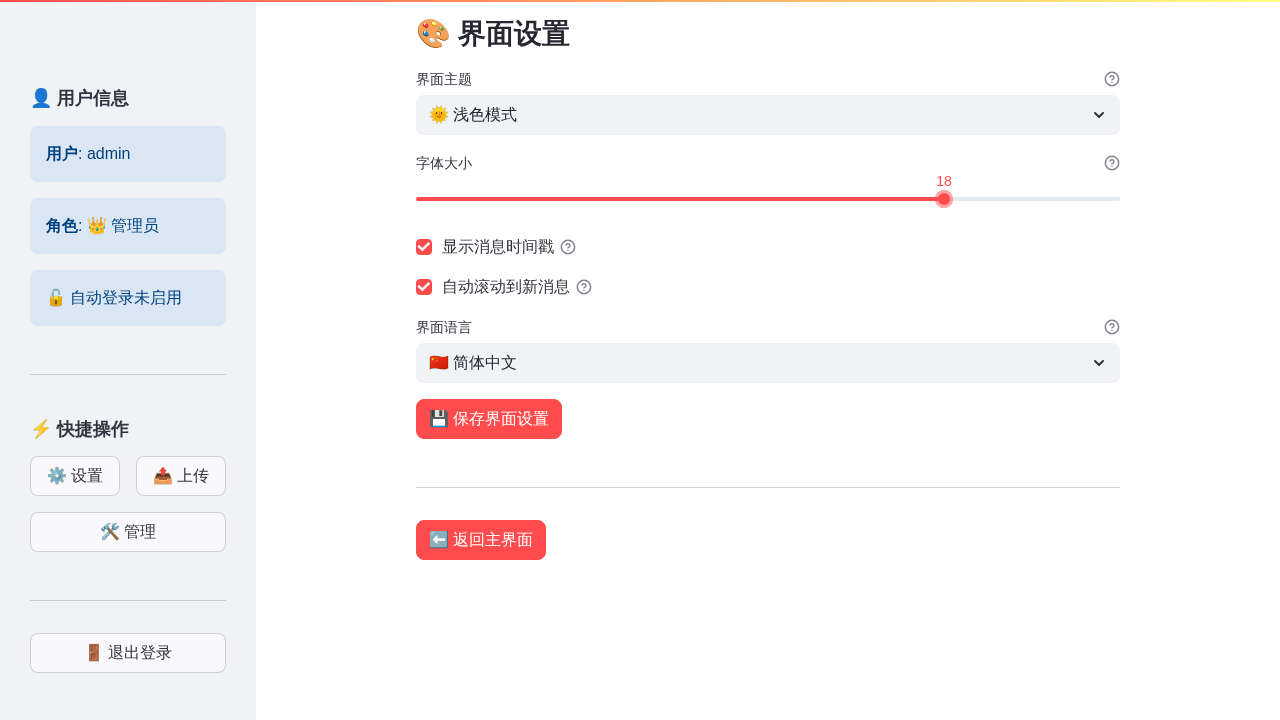 👤 用户信息
用户: admin
角色: 👑 管理员
🔓 自动登录未启用
⚡ 快捷操作
⚙️ 设置
📤 上传
🛠️ 管理
🚪 退出登录
🎨 界面设置
界面主题
🌞 浅色模式
字体大小
18
显示消息时间戳
自动滚动到新消息
界面语言
🇨🇳 简体中文
💾 保存界面设置
⬅️ 返回主界面